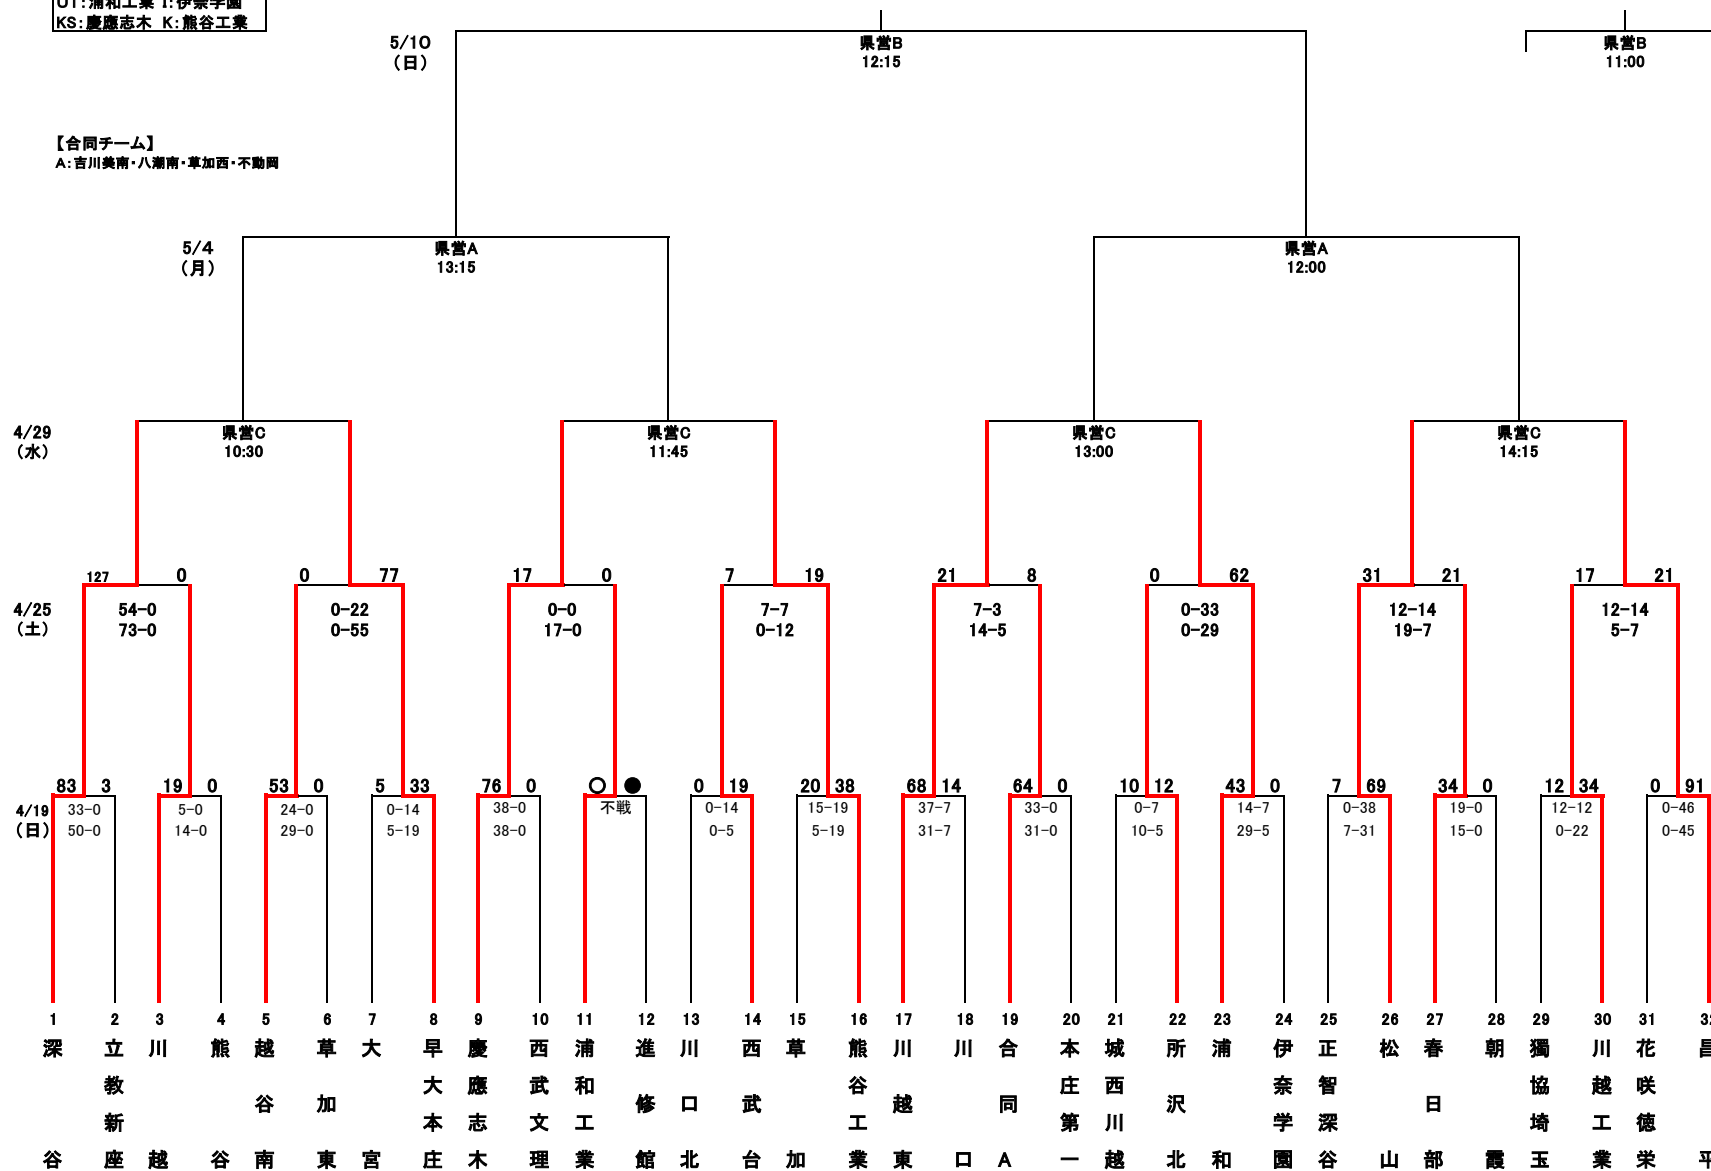 UT:浦和工業 I:伊奈学園
KS:慶應志木 K:熊谷工業
5/10
(日)
県営B
12:15
県営B
11:00
【合同チーム】
A:吉川美南・八潮南・草加西・不動岡
5/4
(月)
県営A
13:15
県営A
12:00
4/29
(水)
県営C
10:30
県営C
11:45
県営C
13:00
県営C
14:15
127 0 0 77 17 0 7 19 21 8 0 62 31 21 17 21
4/25
(土)
54-0 0-22 0-0 7-7 7-3 0-33 12-14 12-14
73-0 0-55 17-0 0-12 14-5 0-29 19-7 5-7
83 3 19 0 53 0 5 33 76 0 ○ ● 0 19 20 38 68 14 64 0 10 12 43 0 7 69 34 0 12 34 0 91
4/19
(日)
33-0 5-0 24-0 0-14 38-0 不戦 0-14 15-19 37-7 33-0 0-7 14-7 0-38 19-0 12-12 0-46
50-0 14-0 29-0 5-19 38-0 0-5 5-19 31-7 31-0 10-5 29-5 7-31 15-0 0-22 0-45
1 2 3 4 5 6 7 8 9 10 11 12 13 14 15 16 17 18 19 20 21 22 23 24 25 26 27 28 29 30 31 32
深谷
立教新座
川越
熊谷
越谷南
草加東
大宮
早大本庄
慶應志木
西武文理
浦和工業
進修館
川口北
西武台
草加
熊谷工業
川越東
川口
合同A
本庄第一
城西川越
所沢北
浦和
伊奈学園
正智深谷
松山
春日部
朝霞
獨協埼玉
川越工業
花咲徳栄
昌平